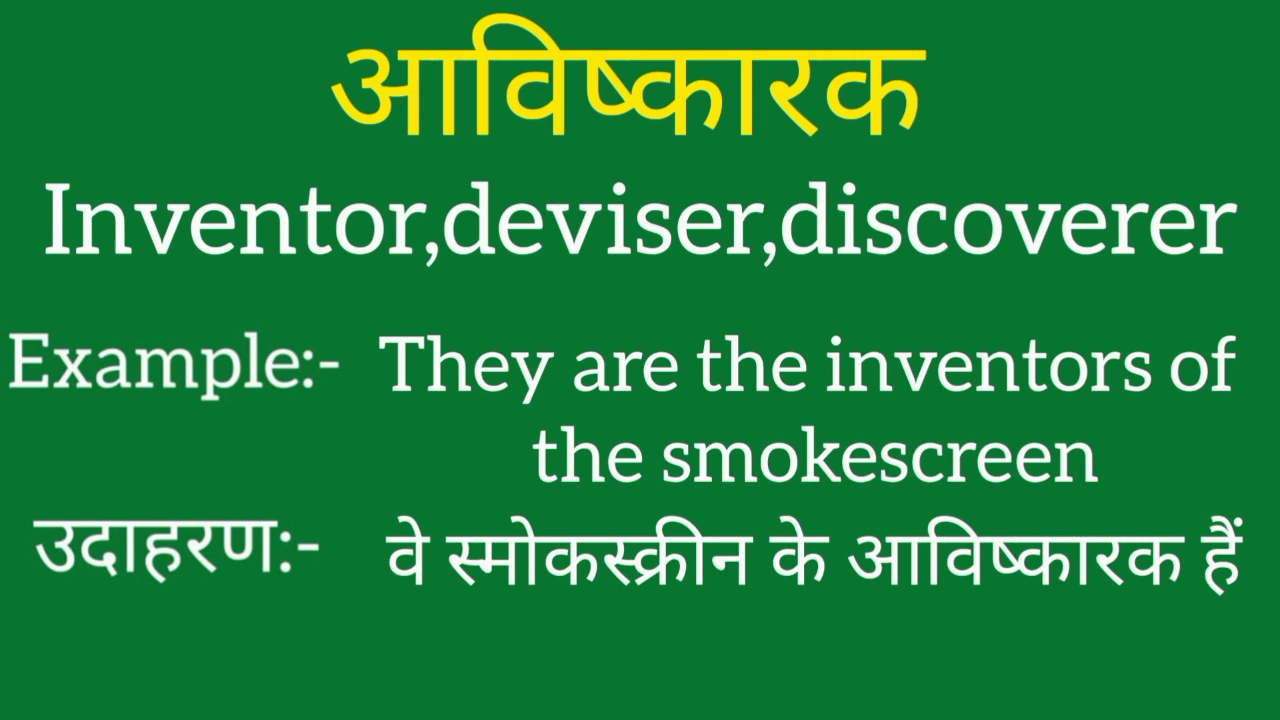 आविष्कारक
Inventor,deviser,discoverer
Example:- They are the inventors of
the smokescreen
उदाहरण:- वे स्मोकस्क्रीन के आविष्कारक हैं